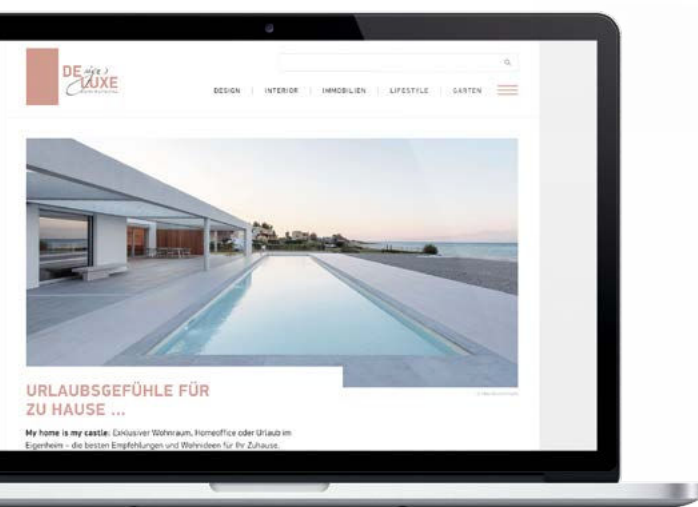 DE
LUXE
DESIGN | INTERIOR | IMMOBILIEN | LIFESTYLE | GARTEN
URLAUBSGEFÜHLE FÜR
ZU HAUSE ...
My home is my castle: Exklusiver Wohnraum, Homeoffice oder Urlaub im
Eigenheim – die besten Empfehlungen und Wohnideen für Ihr Zuhause.